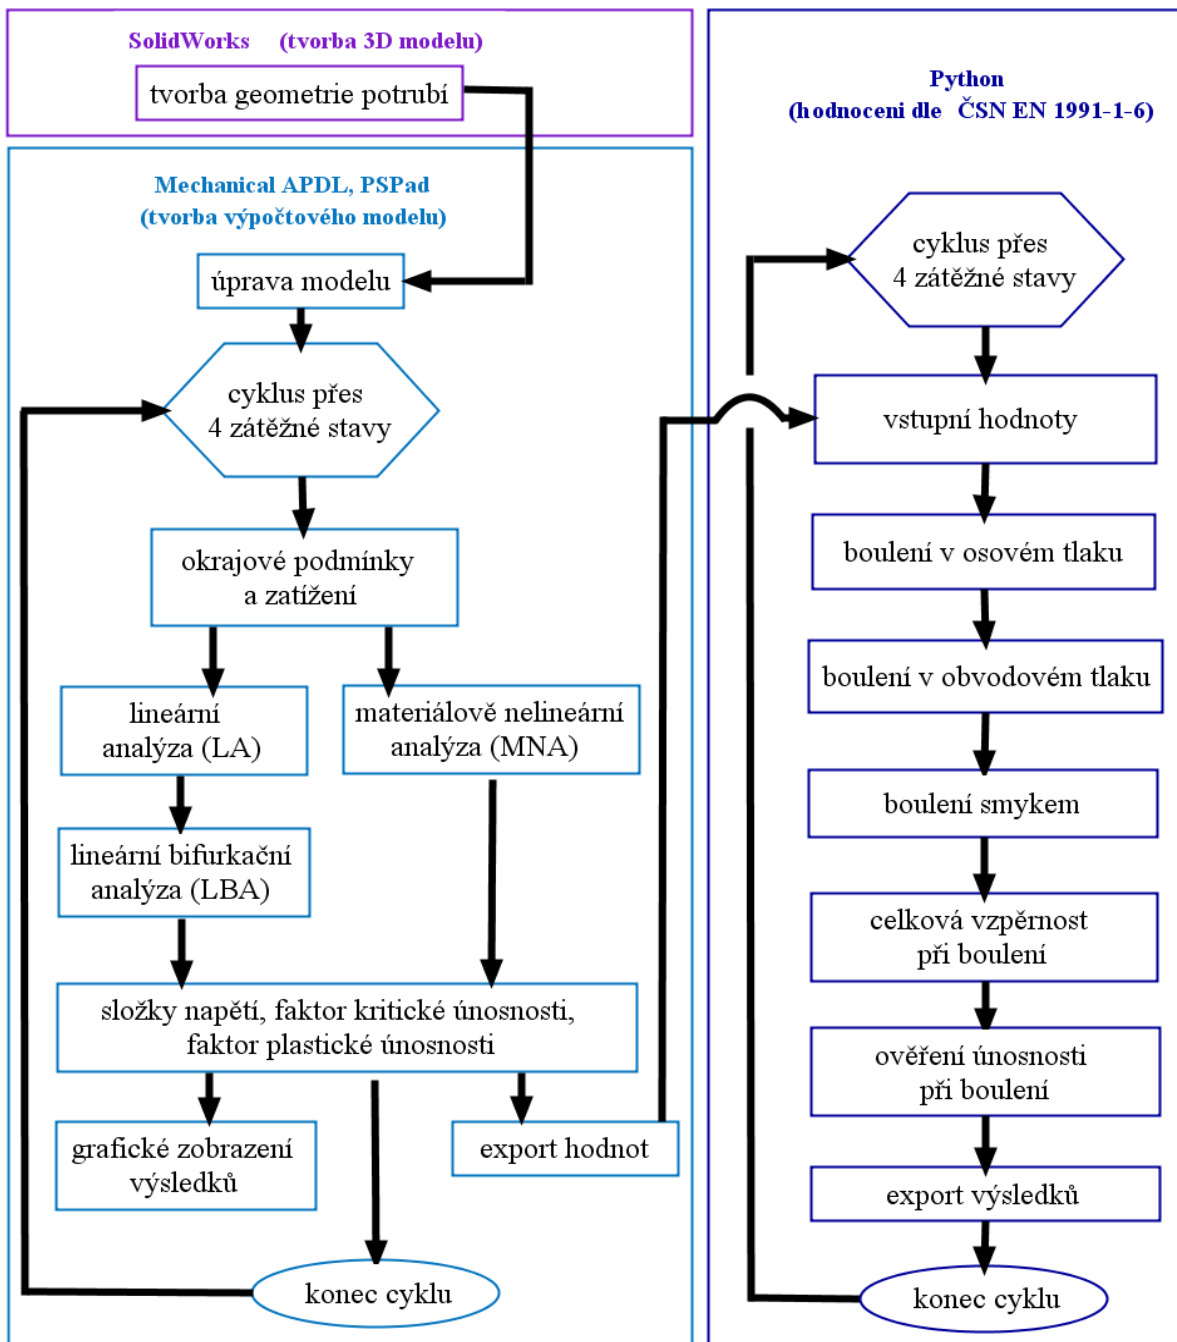 SolidWorks (tvorba 3D modelu)
tvorba geometrie potrubí
Mechanical APDL, PSPad
(tvorba výpočtového modelu)
úprava modelu
cyklus přes
4 zátěžné stavy
okrajové podmínky
a zatížení
lineární
analýza (LA)
materiálově nelineární
analýza (MNA)
lineární bifurkační
analýza (LBA)
složky napětí, faktor kritické únosnosti,
faktor plastické únosnosti
grafické zobrazení
výsledků
export hodnot
konec cyklu
Python
(hodnoceni dle ČSN EN 1991-1-6)
cyklus přes
4 zátěžné stavy
vstupní hodnoty
boulení v osovém tlaku
boulení v obvodovém tlaku
boulení smykem
celková vzpěrnost
při boulení
ověření únosnosti
při boulení
export výsledků
konec cyklu